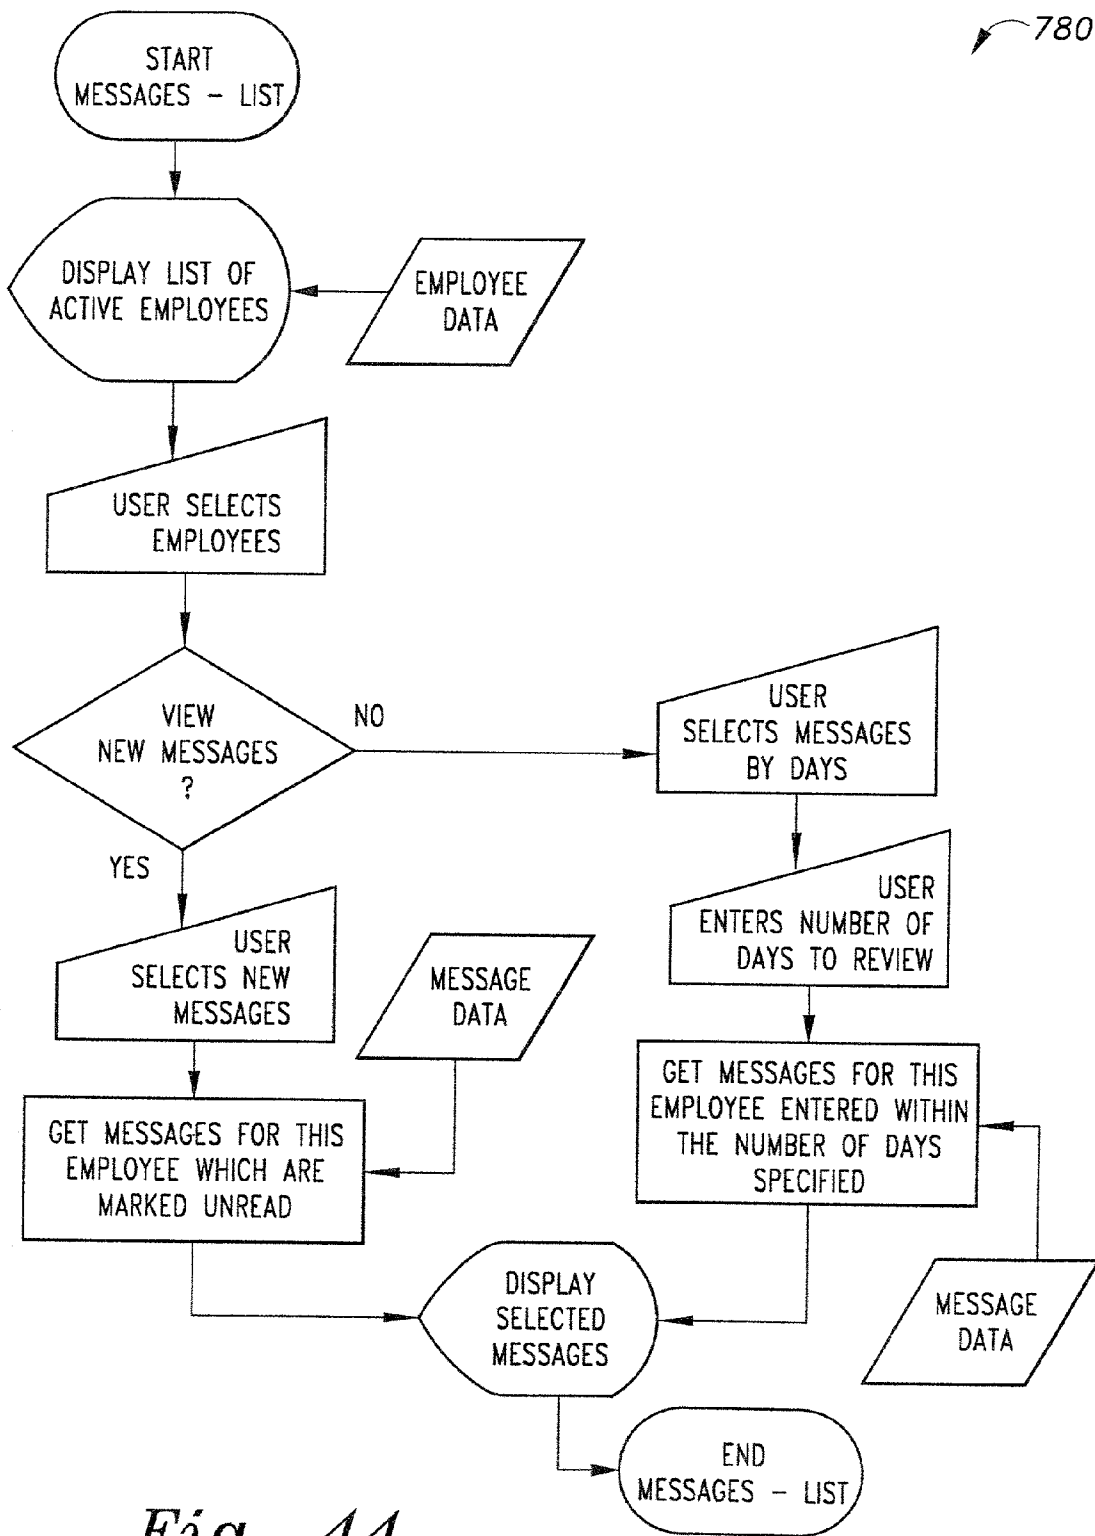 780
START
MESSAGES - LIST
DISPLAY LIST OF
ACTIVE EMPLOYEES
EMPLOYEE
DATA
USER SELECTS
EMPLOYEES
VIEW
NEW MESSAGES
?
NO
YES
USER
SELECTS MESSAGES
BY DAYS
USER
ENTERS NUMBER OF
DAYS TO REVIEW
USER
SELECTS NEW
MESSAGES
MESSAGE
DATA
GET MESSAGES FOR THIS
EMPLOYEE ENTERED WITHIN
THE NUMBER OF DAYS
SPECIFIED
GET MESSAGES FOR THIS
EMPLOYEE WHICH ARE
MARKED UNREAD
DISPLAY
SELECTED
MESSAGES
MESSAGE
DATA
END
MESSAGES - LIST
Fig. 44